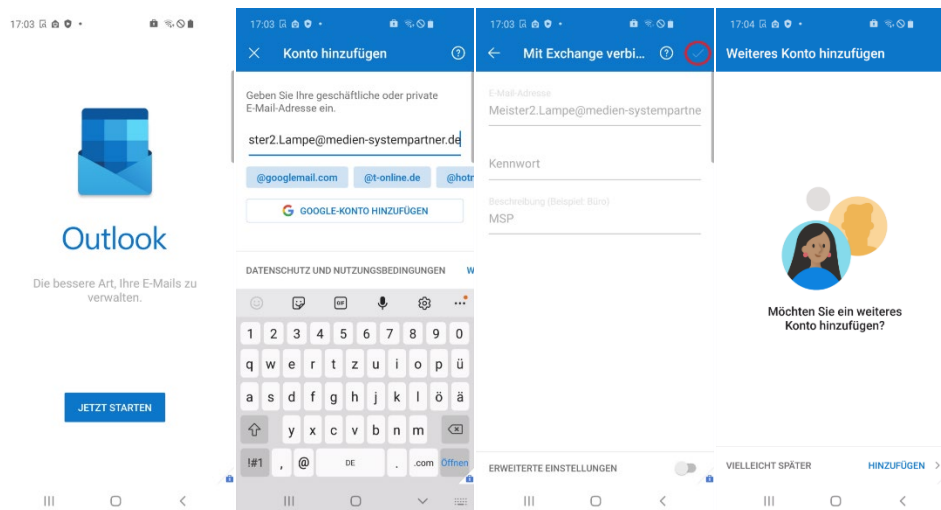 17:03
Outlook
Die bessere Art, Ihre E-Mails zu
verwalten.
JETZT STARTEN
17:03
Konto hinzufügen
Geben Sie Ihre geschäftliche oder private
E-Mail-Adresse ein.
ster2.Lampe@medien-systempartner.de
@googlemail.com @t-online.de @hotr
GOOGLE-KONTO HINZUFÜGEN
DATENSCHUTZ UND NUTZUNGSBEDINGUNGEN W
GIF
1 2 3 4 5 6 7 8 9 0
q w e r t z u i o p ü
a s d f g h j k l ö ä
y x c v b n m
!#1 , @ DE . .com Öffnen
17:03
Mit Exchange verbi...
E-Mail-Adresse
Meister2.Lampe@medien-systempartne
Kennwort
Beschreibung (Beispiel: Büro)
MSP
ERWEITERTE EINSTELLUNGEN
17:04
Weiteres Konto hinzufügen
Möchten Sie ein weiteres
Konto hinzufügen?
VIELLEICHT SPÄTER HINZUFÜGEN